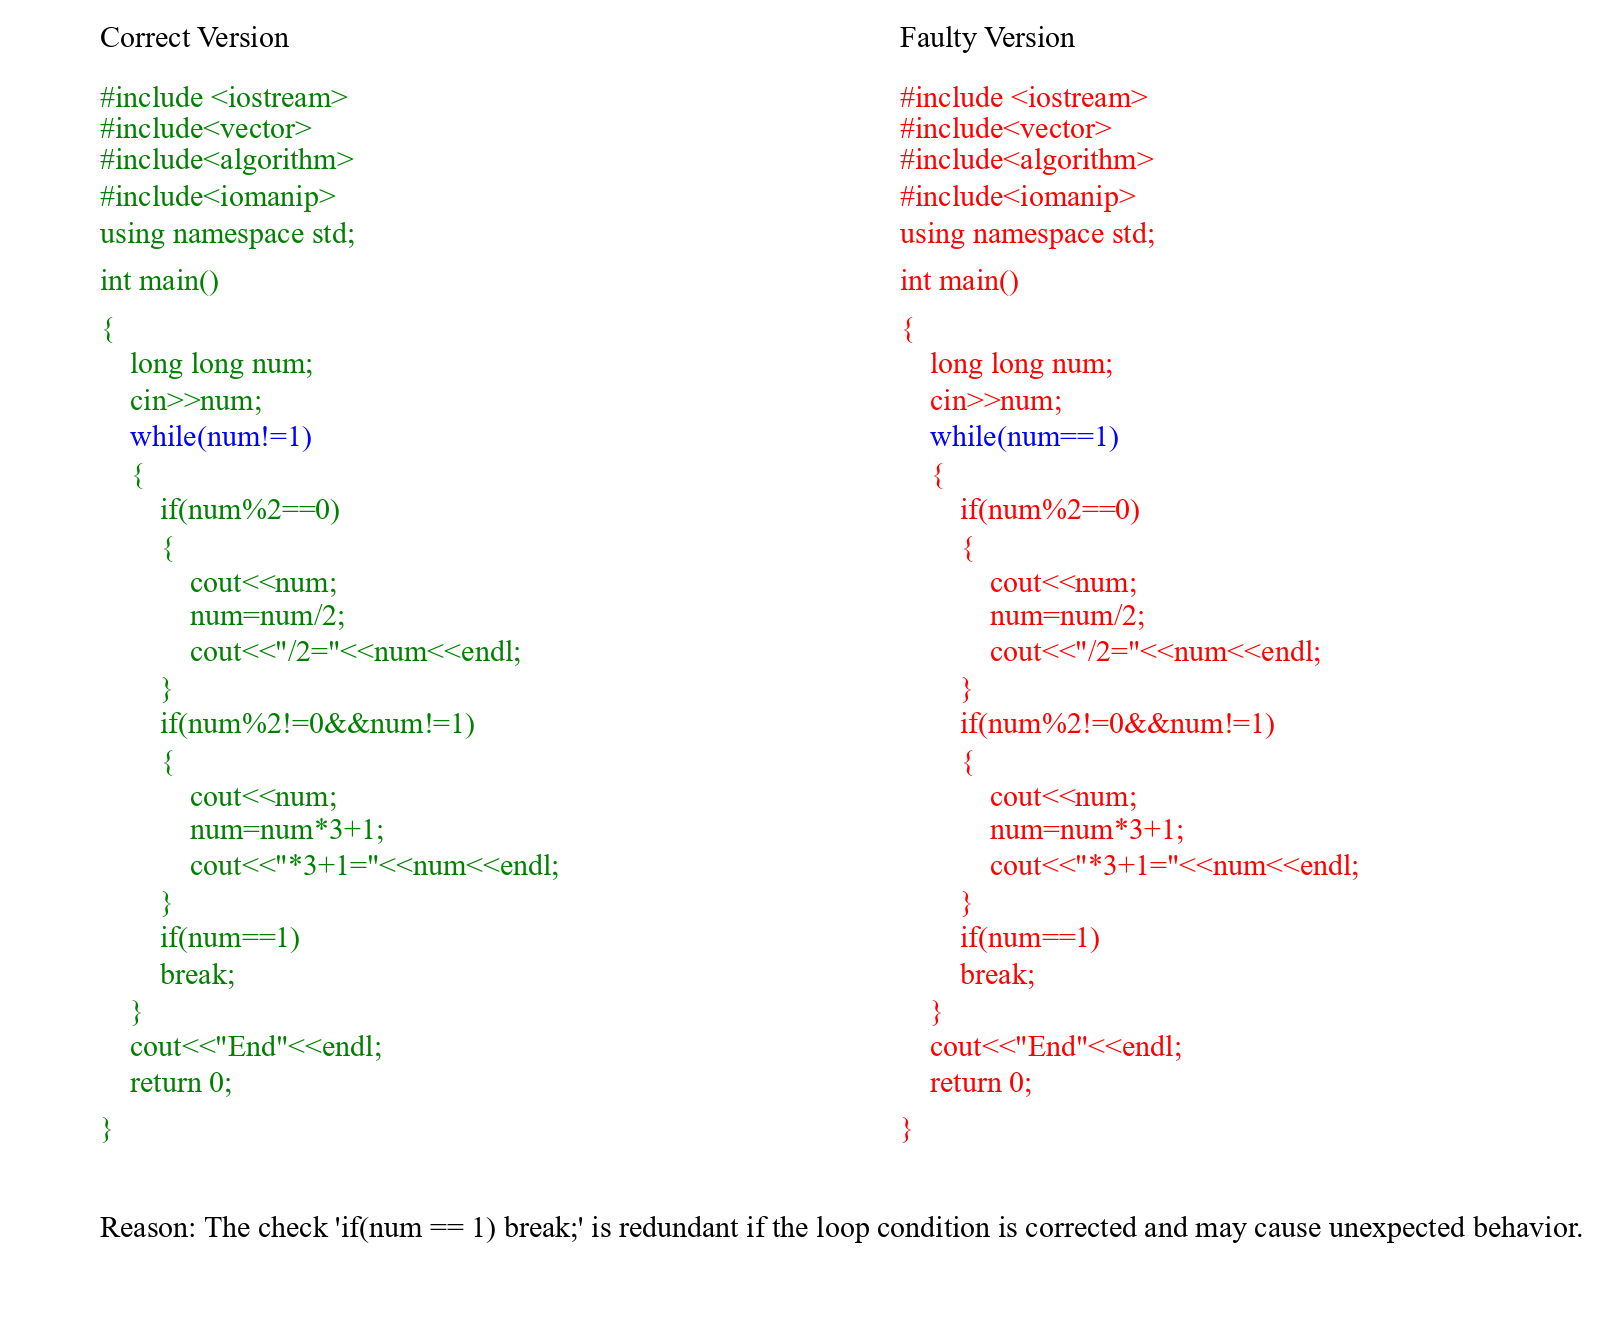 Correct Version
#include <iostream>
#include<vector>
#include<algorithm>
#include<iomanip>
using namespace std;
int main()
{
long long num;
cin>>num;
while(num!=1)
{
if(num%2==0)
{
cout<<num;
num=num/2;
cout<<"/2="<<num<<endl;
}
if(num%2!=0&&num!=1)
{
cout<<num;
num=num*3+1;
cout<<"*3+1="<<num<<endl;
}
if(num==1)
break;
}
cout<<"End"<<endl;
return 0;
}
Faulty Version
#include <iostream>
#include<vector>
#include<algorithm>
#include<iomanip>
using namespace std;
int main()
{
long long num;
cin>>num;
while(num==1)
{
if(num%2==0)
{
cout<<num;
num=num/2;
cout<<"/2="<<num<<endl;
}
if(num%2!=0&&num!=1)
{
cout<<num;
num=num*3+1;
cout<<"*3+1="<<num<<endl;
}
if(num==1)
break;
}
cout<<"End"<<endl;
return 0;
}
Reason: The check 'if(num == 1) break;' is redundant if the loop condition is corrected and may cause unexpected behavior.